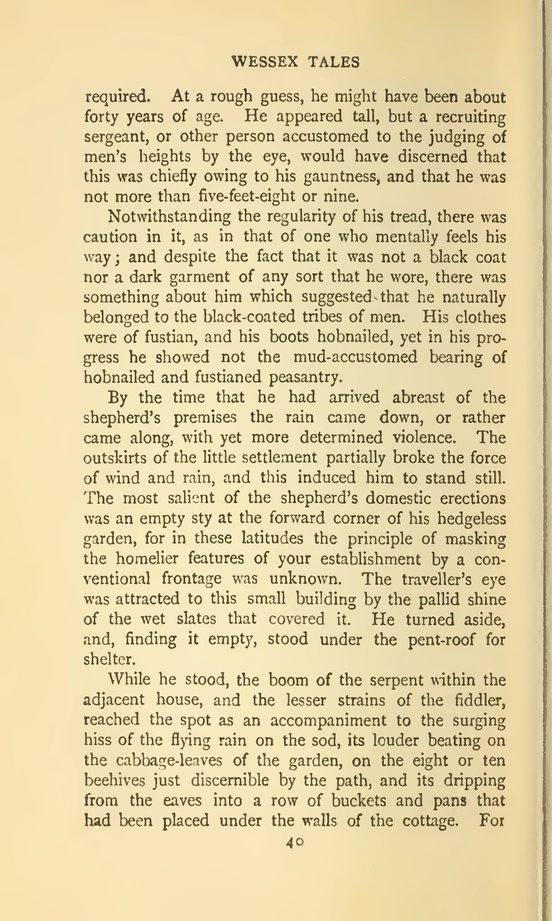 WESSEX TALES
required. At a rough guess, he might have been about
forty years of age. He appeared tall, but a recruiting
sergeant, or other person accustomed to the judging of
men's heights by the eye, would have discerned that
this was chiefly owing to his gauntness, and that he was
not more than five-feet-eight or nine.
Notwithstanding the regularity of his tread, there was
caution in it, as in that of one who mentally feels his
way; and despite the fact that it was not a black coat
nor a dark garment of any sort that he wore, there was
something about him which suggested that he naturally
belonged to the black-coated tribes of men. His clothes
were of fustian, and his boots hobnailed, yet in his pro-
gress he showed not the mud-accustomed bearing of
hobnailed and fustianed peasantry.
By the time that he had arrived abreast of the
shepherd's premises the rain came down, or rather
came along, with yet more determined violence. The
outskirts of the little settlement partially broke the force
of wind and rain, and this induced him to stand still.
The most salient of the shepherd's domestic erections
was an empty sty at the forward corner of his hedgeless
garden, for in these latitudes the principle of masking
the homelier features of your establishment by a con-
ventional frontage was unknown. The traveller's eye
was attracted to this small building by the pallid shine
of the wet slates that covered it. He turned aside,
and, finding it empty, stood under the pent-roof for
shelter.
While he stood, the boom of the serpent within the
adjacent house, and the lesser strains of the fiddler,
reached the spot as an accompaniment to the surging
hiss of the flying rain on the sod, its louder beating on
the cabbage-leaves of the garden, on the eight or ten
beehives just discernible by the path, and its dripping
from the eaves into a row of buckets and pans that
had been placed under the walls of the cottage. For
40